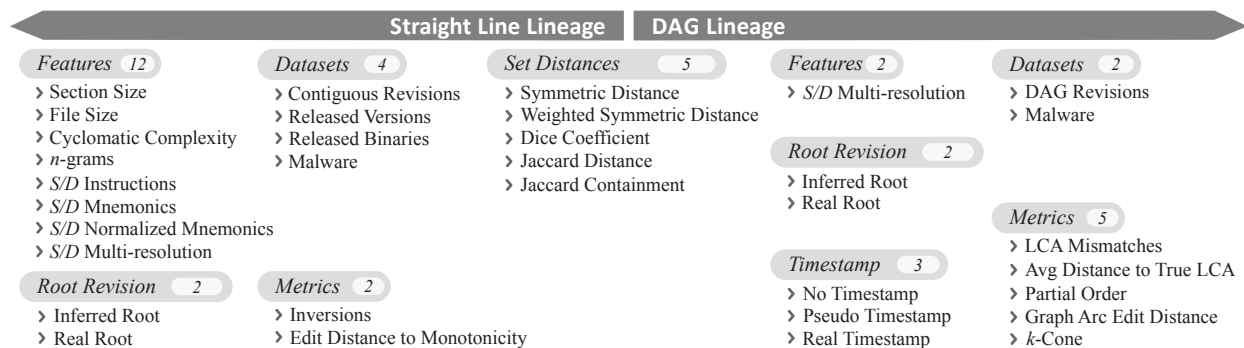 Straight Line Lineage
DAG Lineage
Features 12
Section Size
File Size
Cyclomatic Complexity
n-grams
S/D Instructions
S/D Mnemonics
S/D Normalized Mnemonics
S/D Multi-resolution
Root Revision 2
Inferred Root
Real Root
Datasets 4
Contiguous Revisions
Released Versions
Released Binaries
Malware
Metrics 2
Inversions
Edit Distance to Monotonicity
Set Distances 5
Symmetric Distance
Weighted Symmetric Distance
Dice Coefficient
Jaccard Distance
Jaccard Containment
Features 2
S/D Multi-resolution
Root Revision 2
Inferred Root
Real Root
Timestamp 3
No Timestamp
Pseudo Timestamp
Real Timestamp
Datasets 2
DAG Revisions
Malware
Metrics 5
LCA Mismatches
Avg Distance to True LCA
Partial Order
Graph Arc Edit Distance
k-Cone